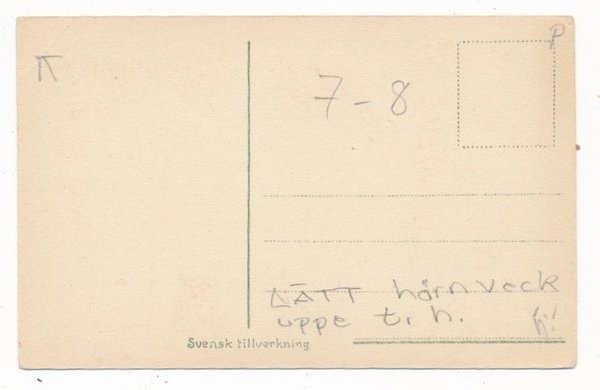 P
7-8
LÄTT hörnveck
uppe t. h.
Svensk tillverkning